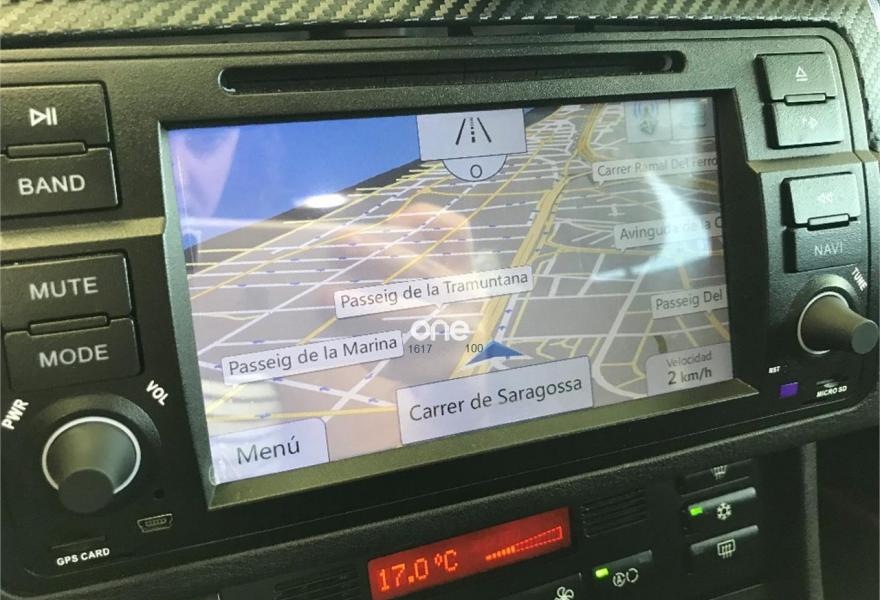 BAND
MUTE
MODE
PWR
VOL
GPS CARD
O
Carrer Ramal Del Ferro
Avinguda de la C
Passeig de la Tramuntana
Passeig Del
one
1617 100
Passeig de la Marina
Velocidad
2 km/h
Carrer de Saragossa
Menú
NAVI
TUNE
RST
MICRO SD
17.0°C